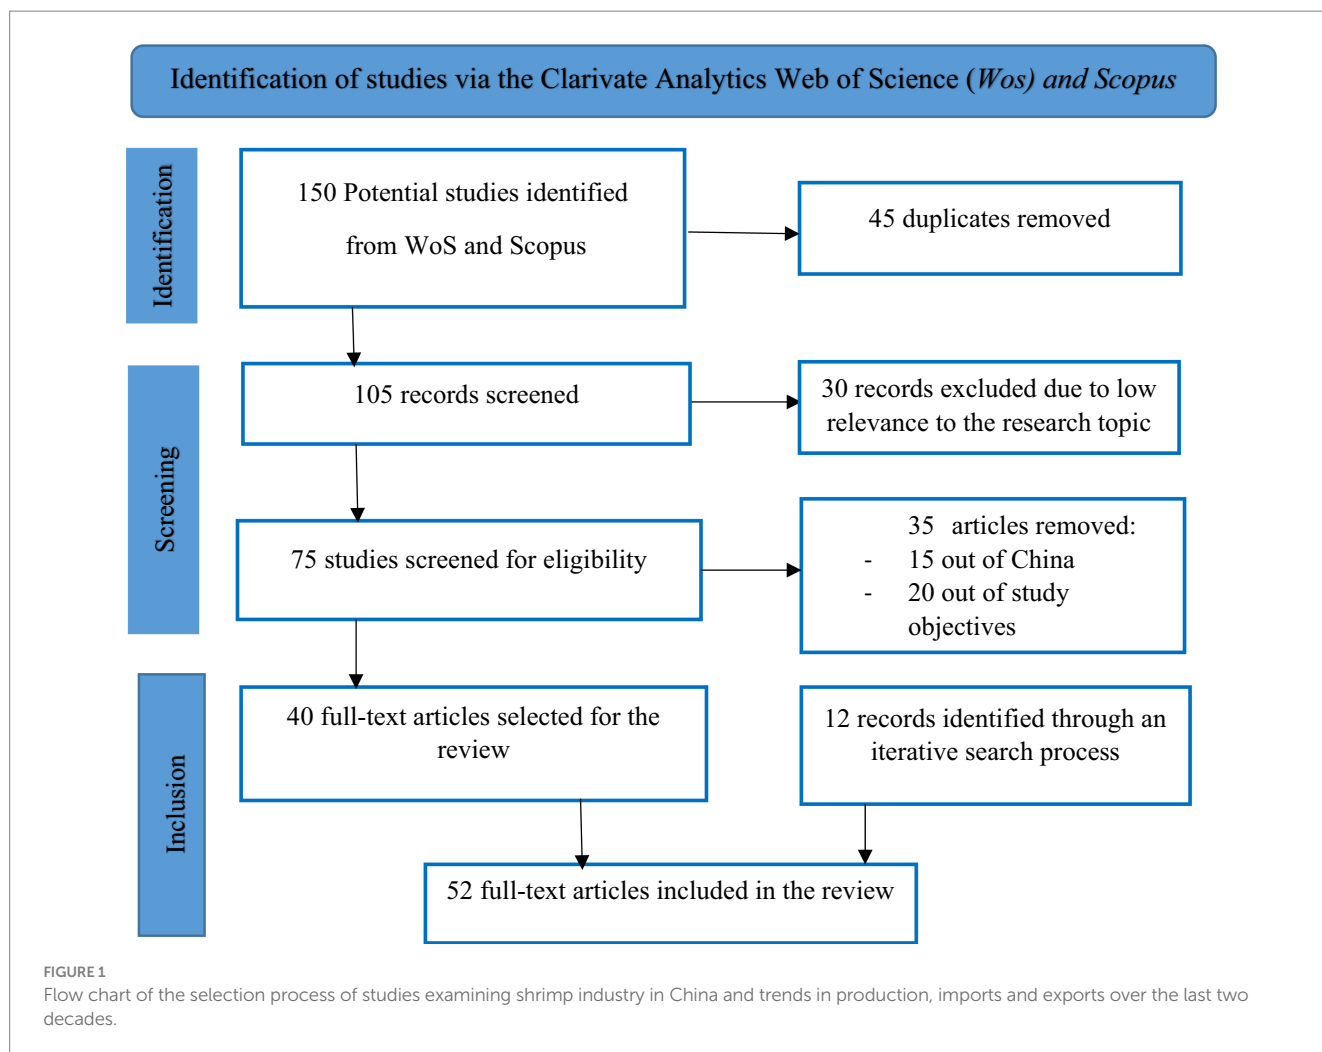 Identification of studies via the Clarivate Analytics Web of Science (Wos) and Scopus
Identification
150 Potential studies identified
from WoS and Scopus
45 duplicates removed
Screening
105 records screened
30 records excluded due to low
relevance to the research topic
75 studies screened for eligibility
35 articles removed:
- 15 out of China
- 20 out of study
objectives
Inclusion
40 full-text articles selected for the
review
12 records identified through an
iterative search process
52 full-text articles included in the review
FIGURE 1
Flow chart of the selection process of studies examining shrimp industry in China and trends in production, imports and exports over the last two
decades.